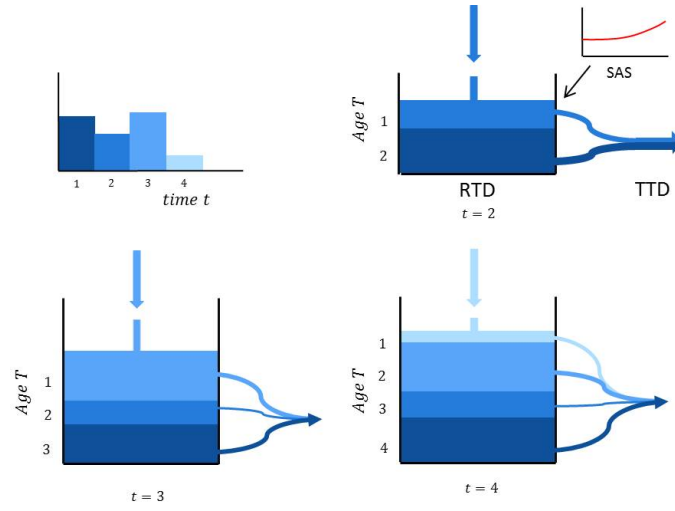 1 2 3 4
time t
SAS
Age T
1
2
RTD
TTD
t = 2
Age T
1
2
3
t = 3
Age T
1
2
3
4
t = 4